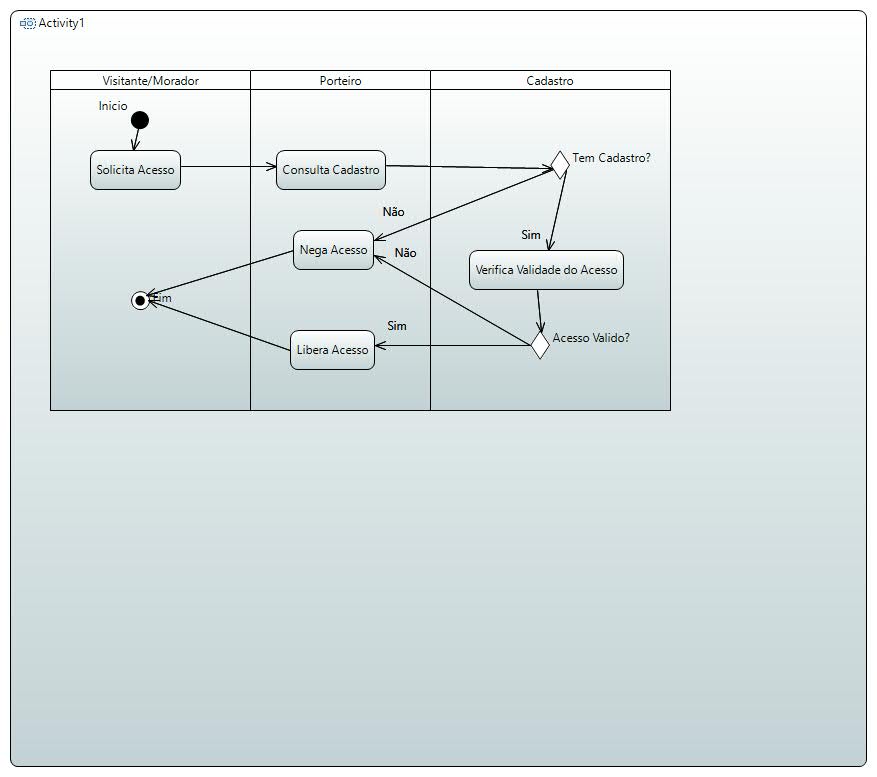 Activity1
Visitante/Morador
Porteiro
Cadastro
Inicio
Solicita Acesso
Consulta Cadastro
Tem Cadastro?
Não
Sim
Nega Acesso
Não
Verifica Validade do Acesso
Fim
Sim
Libera Acesso
Acesso Valido?